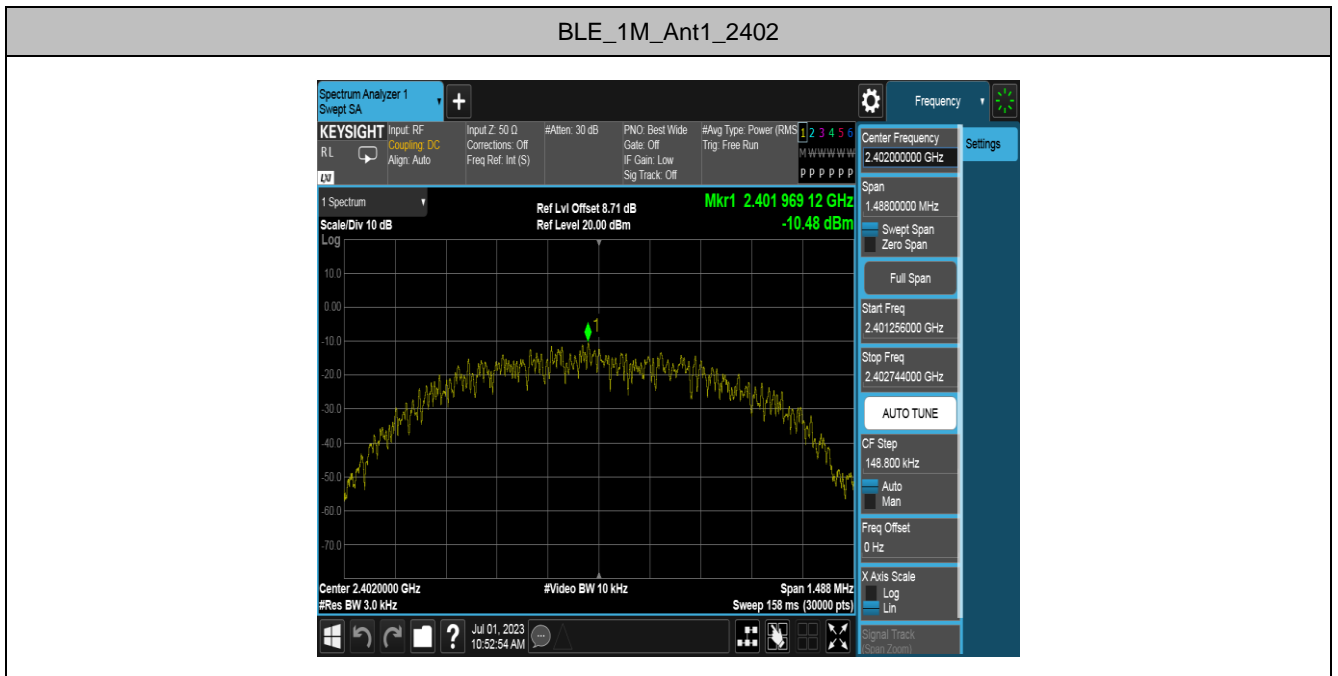 BLE_1M_Ant1_2402
Spectrum Analyzer 1
Swept SA
Frequency
KEYSIGHT
RL
LXI
Input: RF
Coupling: DC
Align: Auto
Input Z: 50 Ω
Corrections: Off
Freq Ref: Int (S)
#Atten: 30 dB
PNO: Best Wide
Gate: Off
IF Gain: Low
Sig Track: Off
#Avg Type: Power (RMS
Trig: Free Run
1 2 3 4 5 6
M W W W W W
P P P P P P
1 Spectrum
Scale/Div 10 dB
Log
Ref Lvl Offset 8.71 dB
Ref Level 20.00 dBm
Mkr1 2.401 969 12 GHz
-10.48 dBm
10.0
0.00
-10.0
-20.0
-30.0
-40.0
-50.0
-60.0
-70.0
1
Center 2.4020000 GHz
#Res BW 3.0 kHz
#Video BW 10 kHz
Span 1.488 MHz
Sweep 158 ms (30000 pts)
Jul 01, 2023
10:52:54 AM
Center Frequency
2.402000000 GHz
Span
1.48800000 MHz
Swept Span
Zero Span
Full Span
Start Freq
2.401256000 GHz
Stop Freq
2.402744000 GHz
AUTO TUNE
CF Step
148.800 kHz
Auto
Man
Freq Offset
0 Hz
X Axis Scale
Log
Lin
Signal Track
(Span Zoom)
Settings